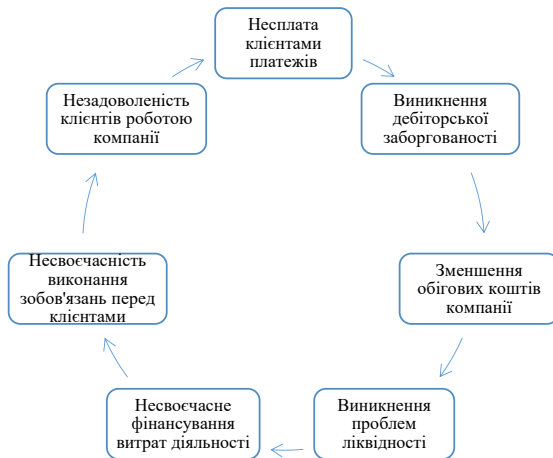 Несплата
клієнтами
платежів
Виникнення
дебіторської
заборгованості
Зменшення
обігових коштів
компанії
Виникнення
проблем
ліквідності
Несвоєчасне
фінансування
витрат діяльності
Несвоєчасність
виконання
зобов'язань перед
клієнтами
Незадоволеність
клієнтів роботою
компанії